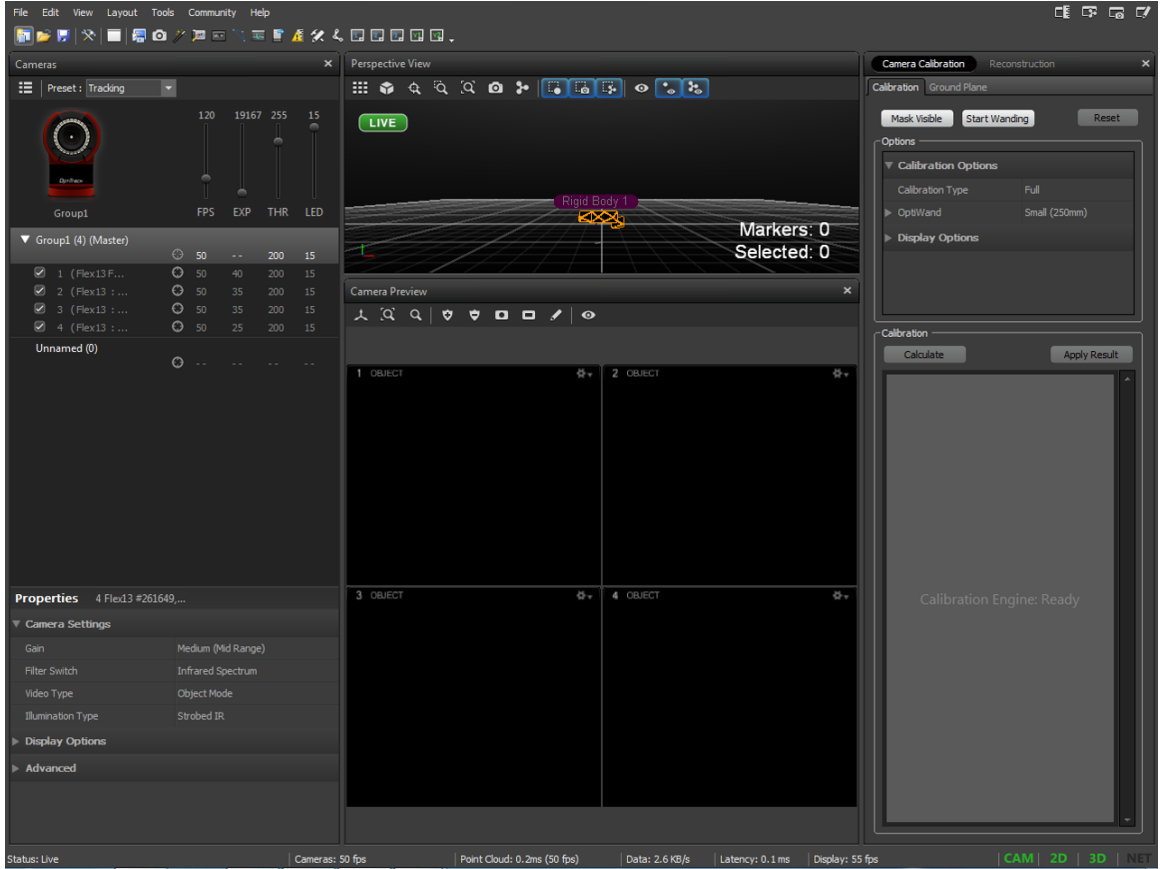 File Edit View Layout Tools Community Help
Cameras
Preset : Tracking
120 19167 255 15
OptiTrack
Group1 FPS EXP THR LED
Group1 (4) (Master)
50 -- 200 15
1 (Flex13 F... 50 40 200 15
2 (Flex13 : ... 50 35 200 15
3 (Flex13 : ... 50 35 200 15
4 (Flex13 : ... 50 25 200 15
Unnamed (0)
-- -- -- --
Properties 4 Flex13 #261649,...
Camera Settings
Gain Medium (Mid Range)
Filter Switch Infrared Spectrum
Video Type Object Mode
Illumination Type Strobed IR
Display Options
Advanced
Perspective View
LIVE
Rigid Body 1
Markers: 0
Selected: 0
Camera Preview
1 OBJECT
2 OBJECT
3 OBJECT
4 OBJECT
Camera Calibration Reconstruction
Calibration Ground Plane
Mask Visible Start Wanding Reset
Options
Calibration Options
Calibration Type Full
OptiWand Small (250mm)
Display Options
Calibration
Calculate Apply Result
Calibration Engine: Ready
Status: Live Cameras: 50 fps Point Cloud: 0.2ms (50 fps) Data: 2.6 KB/s Latency: 0.1 ms Display: 55 fps CAM 2D 3D NET